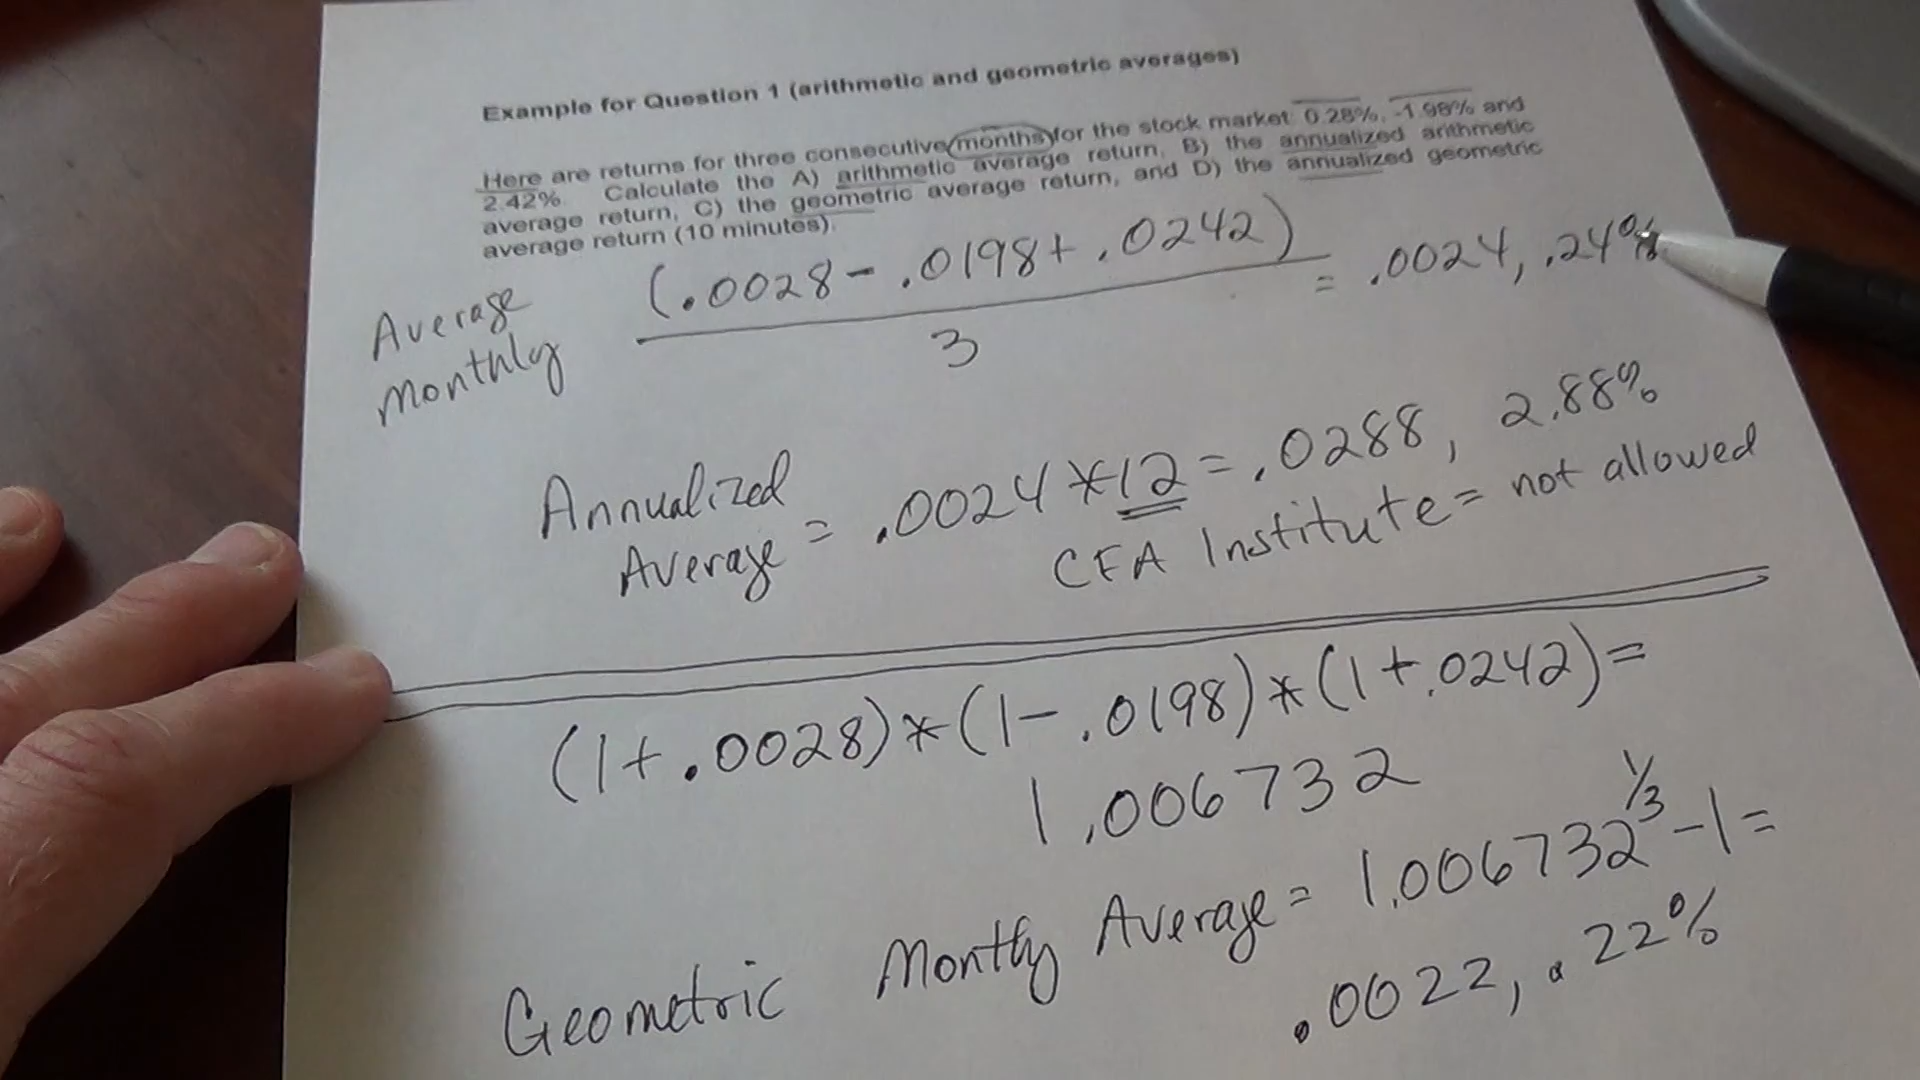 Example for Question 1 (arithmetic and geometric averages)
Here are returns for three consecutive months for the stock market: 0.28%, -1.98% and
2.42%. Calculate the A) arithmetic average return, B) the annualized arithmetic
average return, C) the geometric average return, and D) the annualized geometric
average return (10 minutes).
Average monthly
(.0028 - .0198 + .0242)
3
= .0024, .24%
Annualized
Average = .0024 * 12 = .0288, 2.88%
CFA Institute = not allowed
(1+.0028)*(1-.0198)*(1+.0242)=
1.006732
Geometric Monthly Average = 1.006732^1/3 - 1 =
.0022, .22%